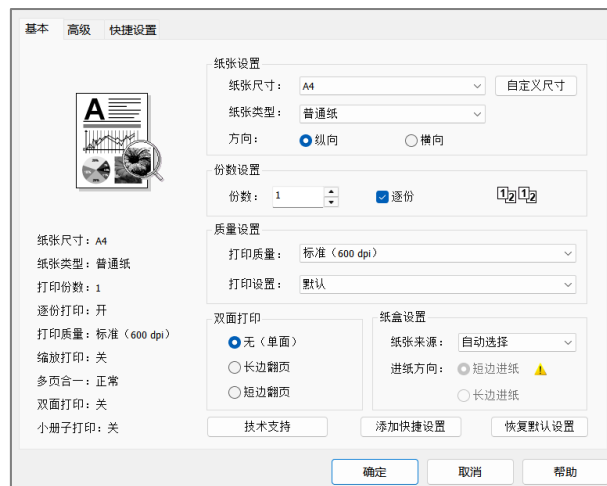 基本 高级 快捷设置
纸张设置
纸张尺寸： A4 自定义尺寸
纸张类型： 普通纸
方向： 纵向 横向
份数设置
份数： 1 逐份 1 2 1 2
质量设置
打印质量： 标准（600 dpi）
打印设置： 默认
双面打印
无（单面）
长边翻页
短边翻页
纸盒设置
纸张来源： 自动选择
进纸方向： 短边进纸
长边进纸
A
纸张尺寸：A4
纸张类型：普通纸
打印份数：1
逐份打印：开
打印质量：标准（600 dpi）
缩放打印：关
多页合一：正常
双面打印：关
小册子打印：关
技术支持 添加快捷设置 恢复默认设置
确定 取消 帮助